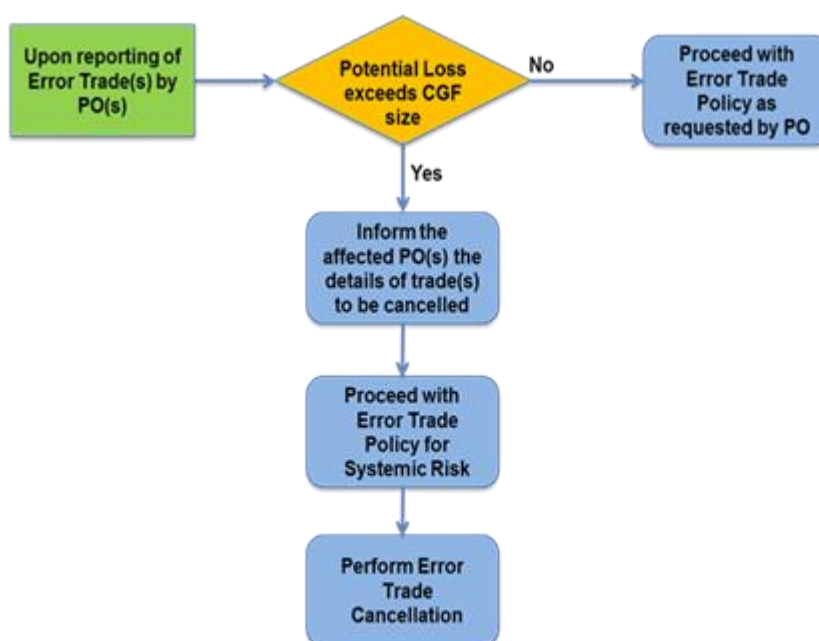 Upon reporting of
Error Trade(s) by
PO(s)
Potential Loss
exceeds CGF
size
No
Proceed with
Error Trade
Policy as
requested by PO
Yes
Inform the
affected PO(s) the
details of trade(s)
to be cancelled
Proceed with
Error Trade
Policy for
Systemic Risk
Perform Error
Trade
Cancellation